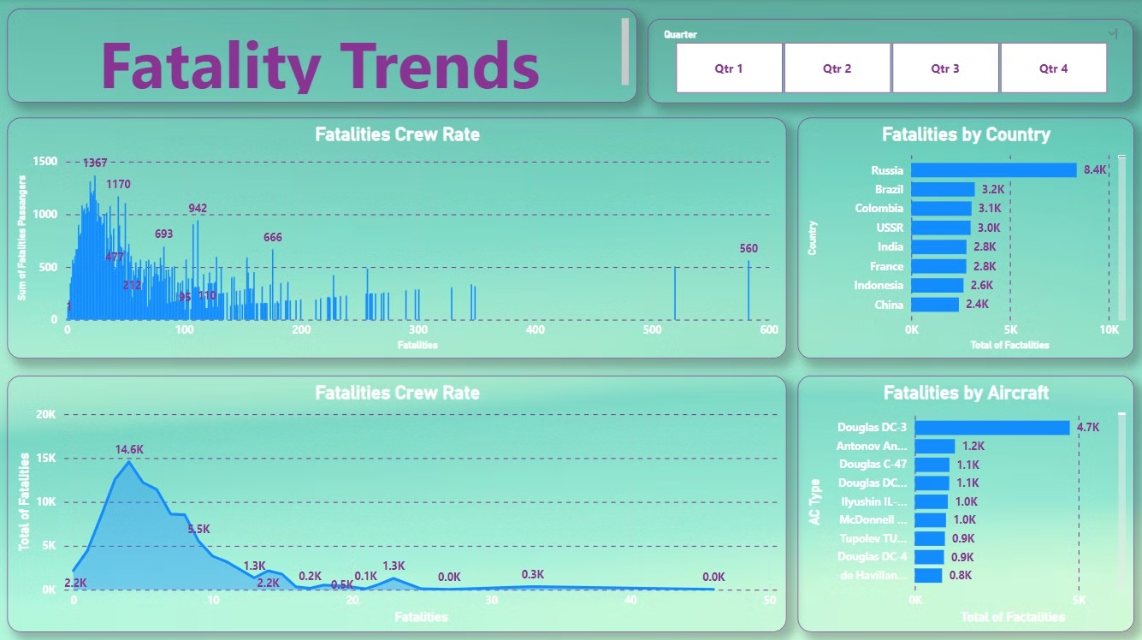 Fatality Trends
Quarter
Qtr 1
Qtr 2
Qtr 3
Qtr 4
Fatalities Crew Rate
Sum of Fatalities Passangers
1500
1000
500
0
1367
1170
942
693
666
560
477
212
95
110
1
0 100 200 300 400 500 600
Fatalities
Fatalities by Country
Country
Russia 8.4K
Brazil 3.2K
Colombia 3.1K
USSR 3.0K
India 2.8K
France 2.8K
Indonesia 2.6K
China 2.4K
0K 5K 10K
Total of Factalities
Fatalities Crew Rate
Total of Fatalities
20K
15K
10K
5K
0K
2.2K
14.6K
5.5K
1.3K
2.2K
0.2K
0.5K
0.1K
1.3K
0.0K
0.3K
0.0K
0 10 20 30 40 50
Fatalities
Fatalities by Aircraft
AC Type
Douglas DC-3 4.7K
Antonov An... 1.2K
Douglas C-47 1.1K
Douglas DC... 1.1K
Ilyushin IL-... 1.0K
McDonnell ... 1.0K
Tupolev TU... 0.9K
Douglas DC-4 0.9K
de Havillan... 0.8K
0K 5K
Total of Factalities